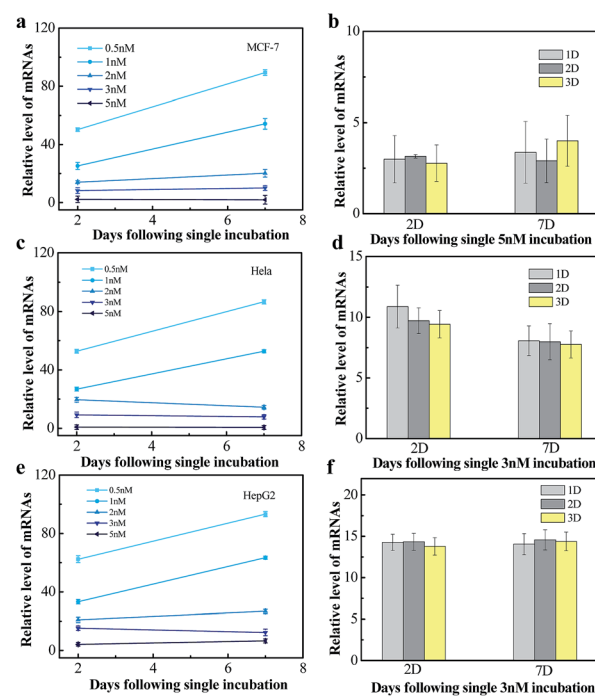 a
120
80
40
0
0.5nM
1nM
2nM
3nM
5nM
MCF-7
Relative level of mRNAs
2 4 6 8
Days following single incubation
b
10
5
0
1D
2D
3D
Relative level of mRNAs
2D 7D
Days following single 5nM incubation
c
120
80
40
0
0.5nM
1nM
2nM
3nM
5nM
Hela
Relative level of mRNAs
2 4 6 8
Days following single incubation
d
15
10
5
0
1D
2D
3D
Relative level of mRNAs
2D 7D
Days following single 3nM incubation
e
120
80
40
0
0.5nM
1nM
2nM
3nM
5nM
HepG2
Relative level of mRNAs
2 4 6 8
Days following single incubation
f
20
15
10
5
0
1D
2D
3D
Relative level of mRNAs
2D 7D
Days following single 3nM incubation